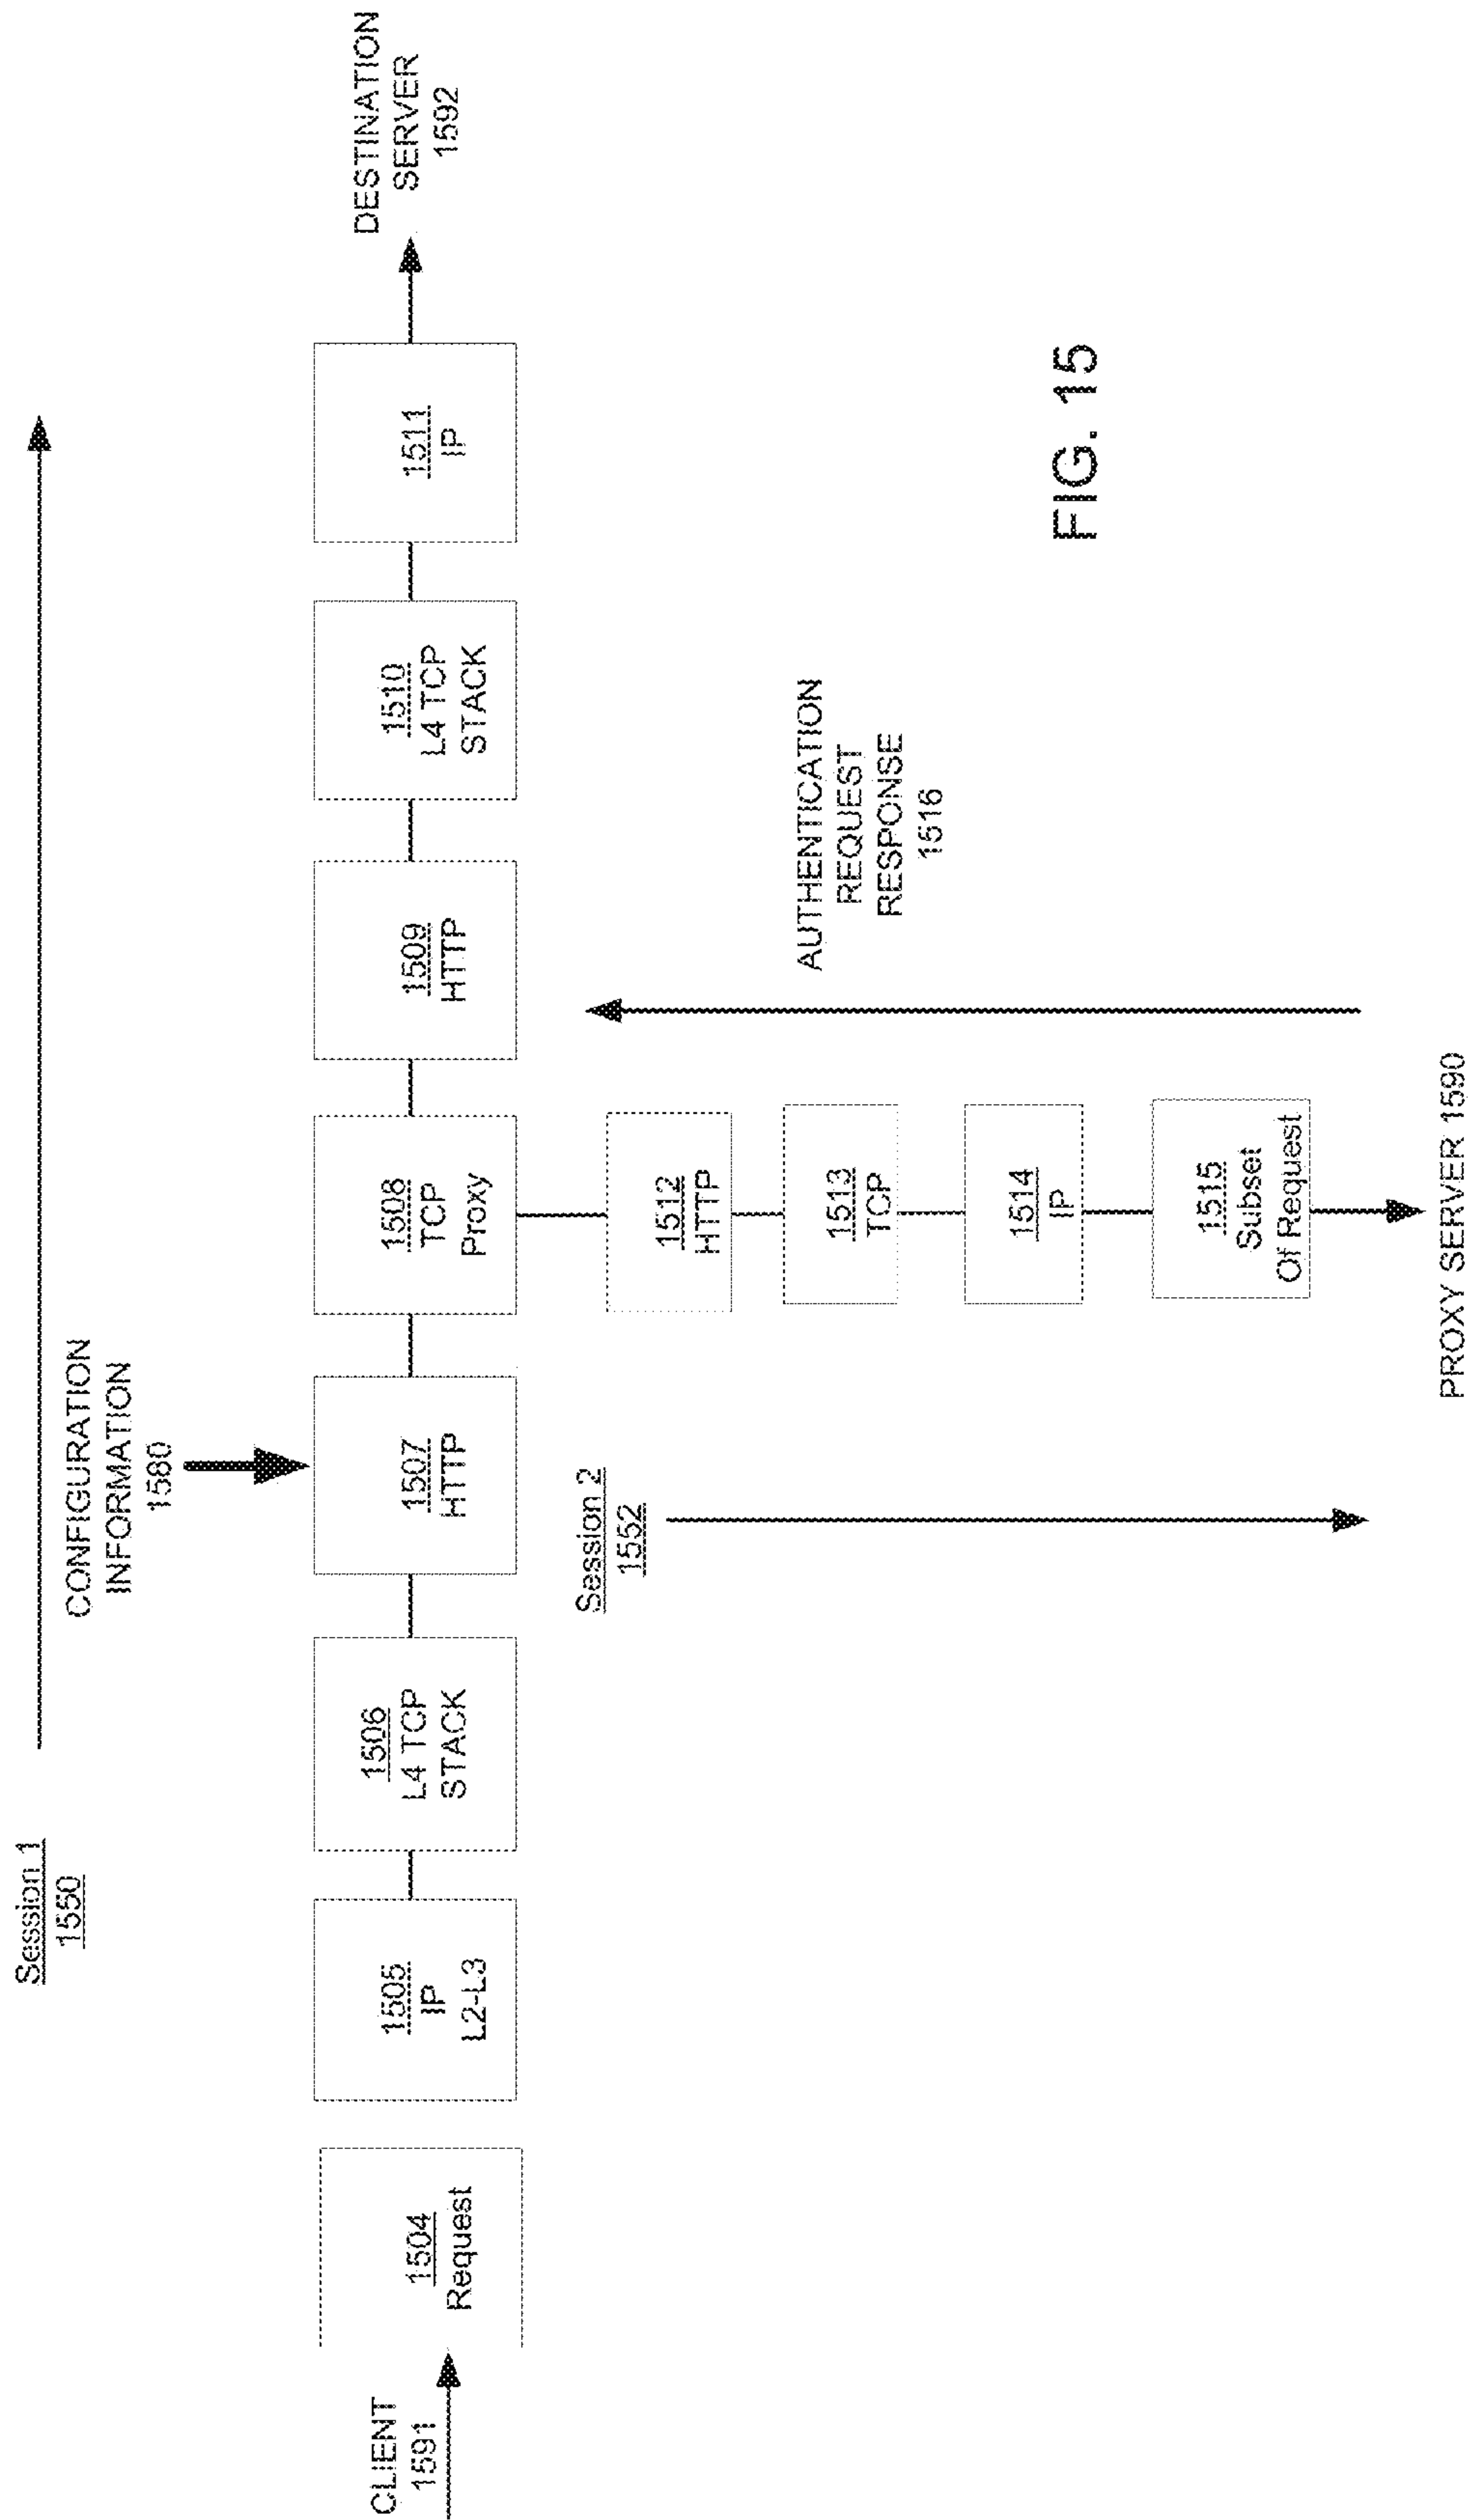 Session 1
1550
CONFIGURATION
INFORMATION
1580
CLIENT
1591
1504
Request
1505
IP
L2-L3
1506
L4 TCP
STACK
1507
HTTP
1508
TCP
Proxy
1509
HTTP
1510
L4 TCP
STACK
1511
IP
DESTINATION
SERVER
1592
Session 2
1552
1512
HTTP
1513
TCP
1514
IP
1515
Subset
Of Request
AUTHENTICATION
REQUEST
RESPONSE
1516
PROXY SERVER 1590
FIG. 15